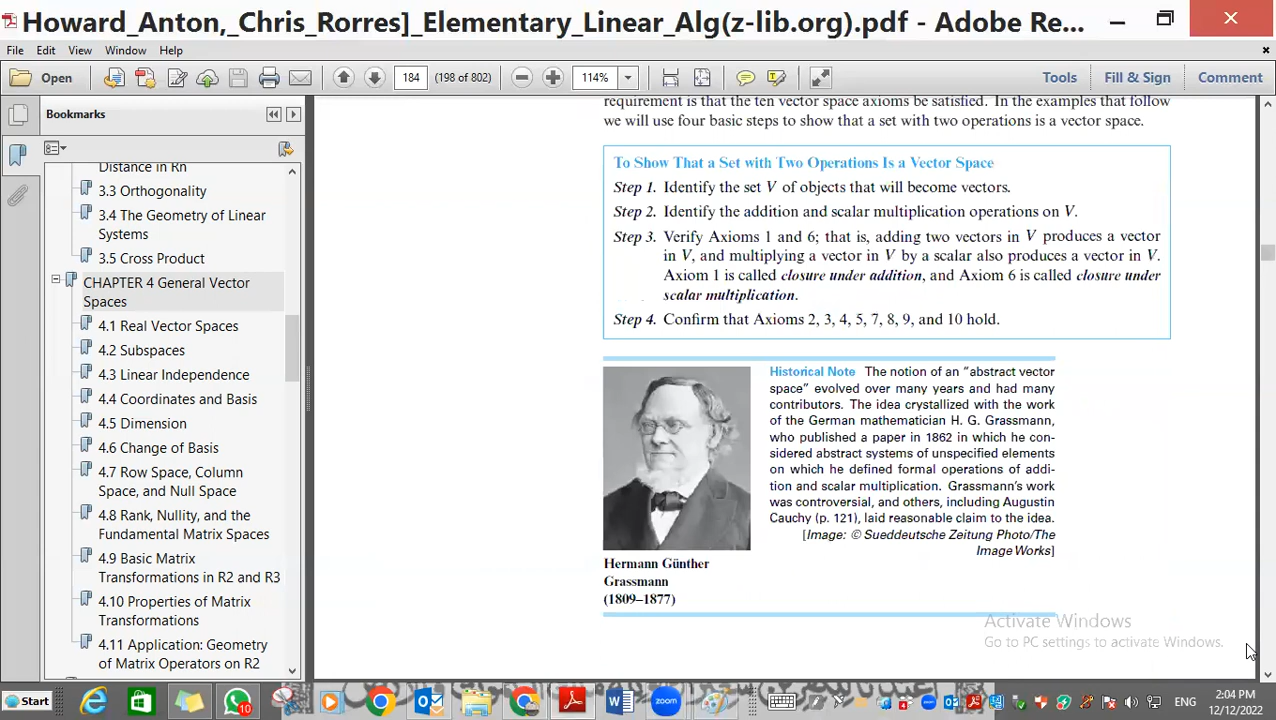 Howard_Anton,_Chris_Rorres]_Elementary_Linear_Alg(z-lib.org).pdf - Adobe Re...
File Edit View Window Help
Open 184 (198 of 802) 114% Tools Fill & Sign Comment
Bookmarks
Distance in Rn
3.3 Orthogonality
3.4 The Geometry of Linear
Systems
3.5 Cross Product
CHAPTER 4 General Vector
Spaces
4.1 Real Vector Spaces
4.2 Subspaces
4.3 Linear Independence
4.4 Coordinates and Basis
4.5 Dimension
4.6 Change of Basis
4.7 Row Space, Column
Space, and Null Space
4.8 Rank, Nullity, and the
Fundamental Matrix Spaces
4.9 Basic Matrix
Transformations in R2 and R3
4.10 Properties of Matrix
Transformations
4.11 Application: Geometry
of Matrix Operators on R2
requirement is that the ten vector space axioms be satisfied. In the examples that follow
we will use four basic steps to show that a set with two operations is a vector space.
To Show That a Set with Two Operations Is a Vector Space
Step 1. Identify the set V of objects that will become vectors.
Step 2. Identify the addition and scalar multiplication operations on V.
Step 3. Verify Axioms 1 and 6; that is, adding two vectors in V produces a vector
in V, and multiplying a vector in V by a scalar also produces a vector in V.
Axiom 1 is called closure under addition, and Axiom 6 is called closure under
scalar multiplication.
Step 4. Confirm that Axioms 2, 3, 4, 5, 7, 8, 9, and 10 hold.
Historical Note The notion of an “abstract vector
space” evolved over many years and had many
contributors. The idea crystallized with the work
of the German mathematician H. G. Grassmann,
who published a paper in 1862 in which he con-
sidered abstract systems of unspecified elements
on which he defined formal operations of addi-
tion and scalar multiplication. Grassmann's work
was controversial, and others, including Augustin
Cauchy (p. 121), laid reasonable claim to the idea.
[Image: © Sueddeutsche Zeitung Photo/The
Image Works]
Hermann Günther
Grassmann
(1809–1877)
Activate Windows
Go to PC settings to activate Windows.
Start 10 zoom ENG 2:04 PM
12/12/2022